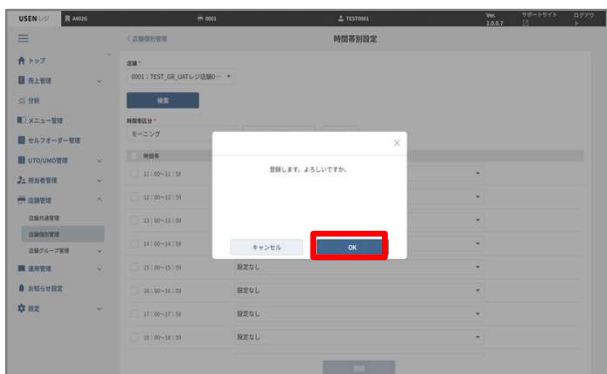 USEN レジ A402G 0001 TEST0001 Ver. 2.0.0.7 サポートサイト ログアウト
< 店舗個別管理 時間帯別設定
トップ
売上管理
分析
メニュー管理
セルフオーダー管理
UTO/UMO管理
担当者管理
店舗管理
店舗共通管理
店舗個別管理
店舗グループ管理
運用管理
お知らせ設定
設定
店舗 *
0001 : TEST_GR_UATレジ店舗0…
検索
時間帯区分 *
モーニング
時間帯
11:00~11:59
12:00~12:59
13:00~13:59
14:00~14:59
15:00~15:59 設定なし
16:00~16:59 設定なし
17:00~17:59 設定なし
18:00~18:59 設定なし
登録
登録します。よろしいですか。
キャンセル OK